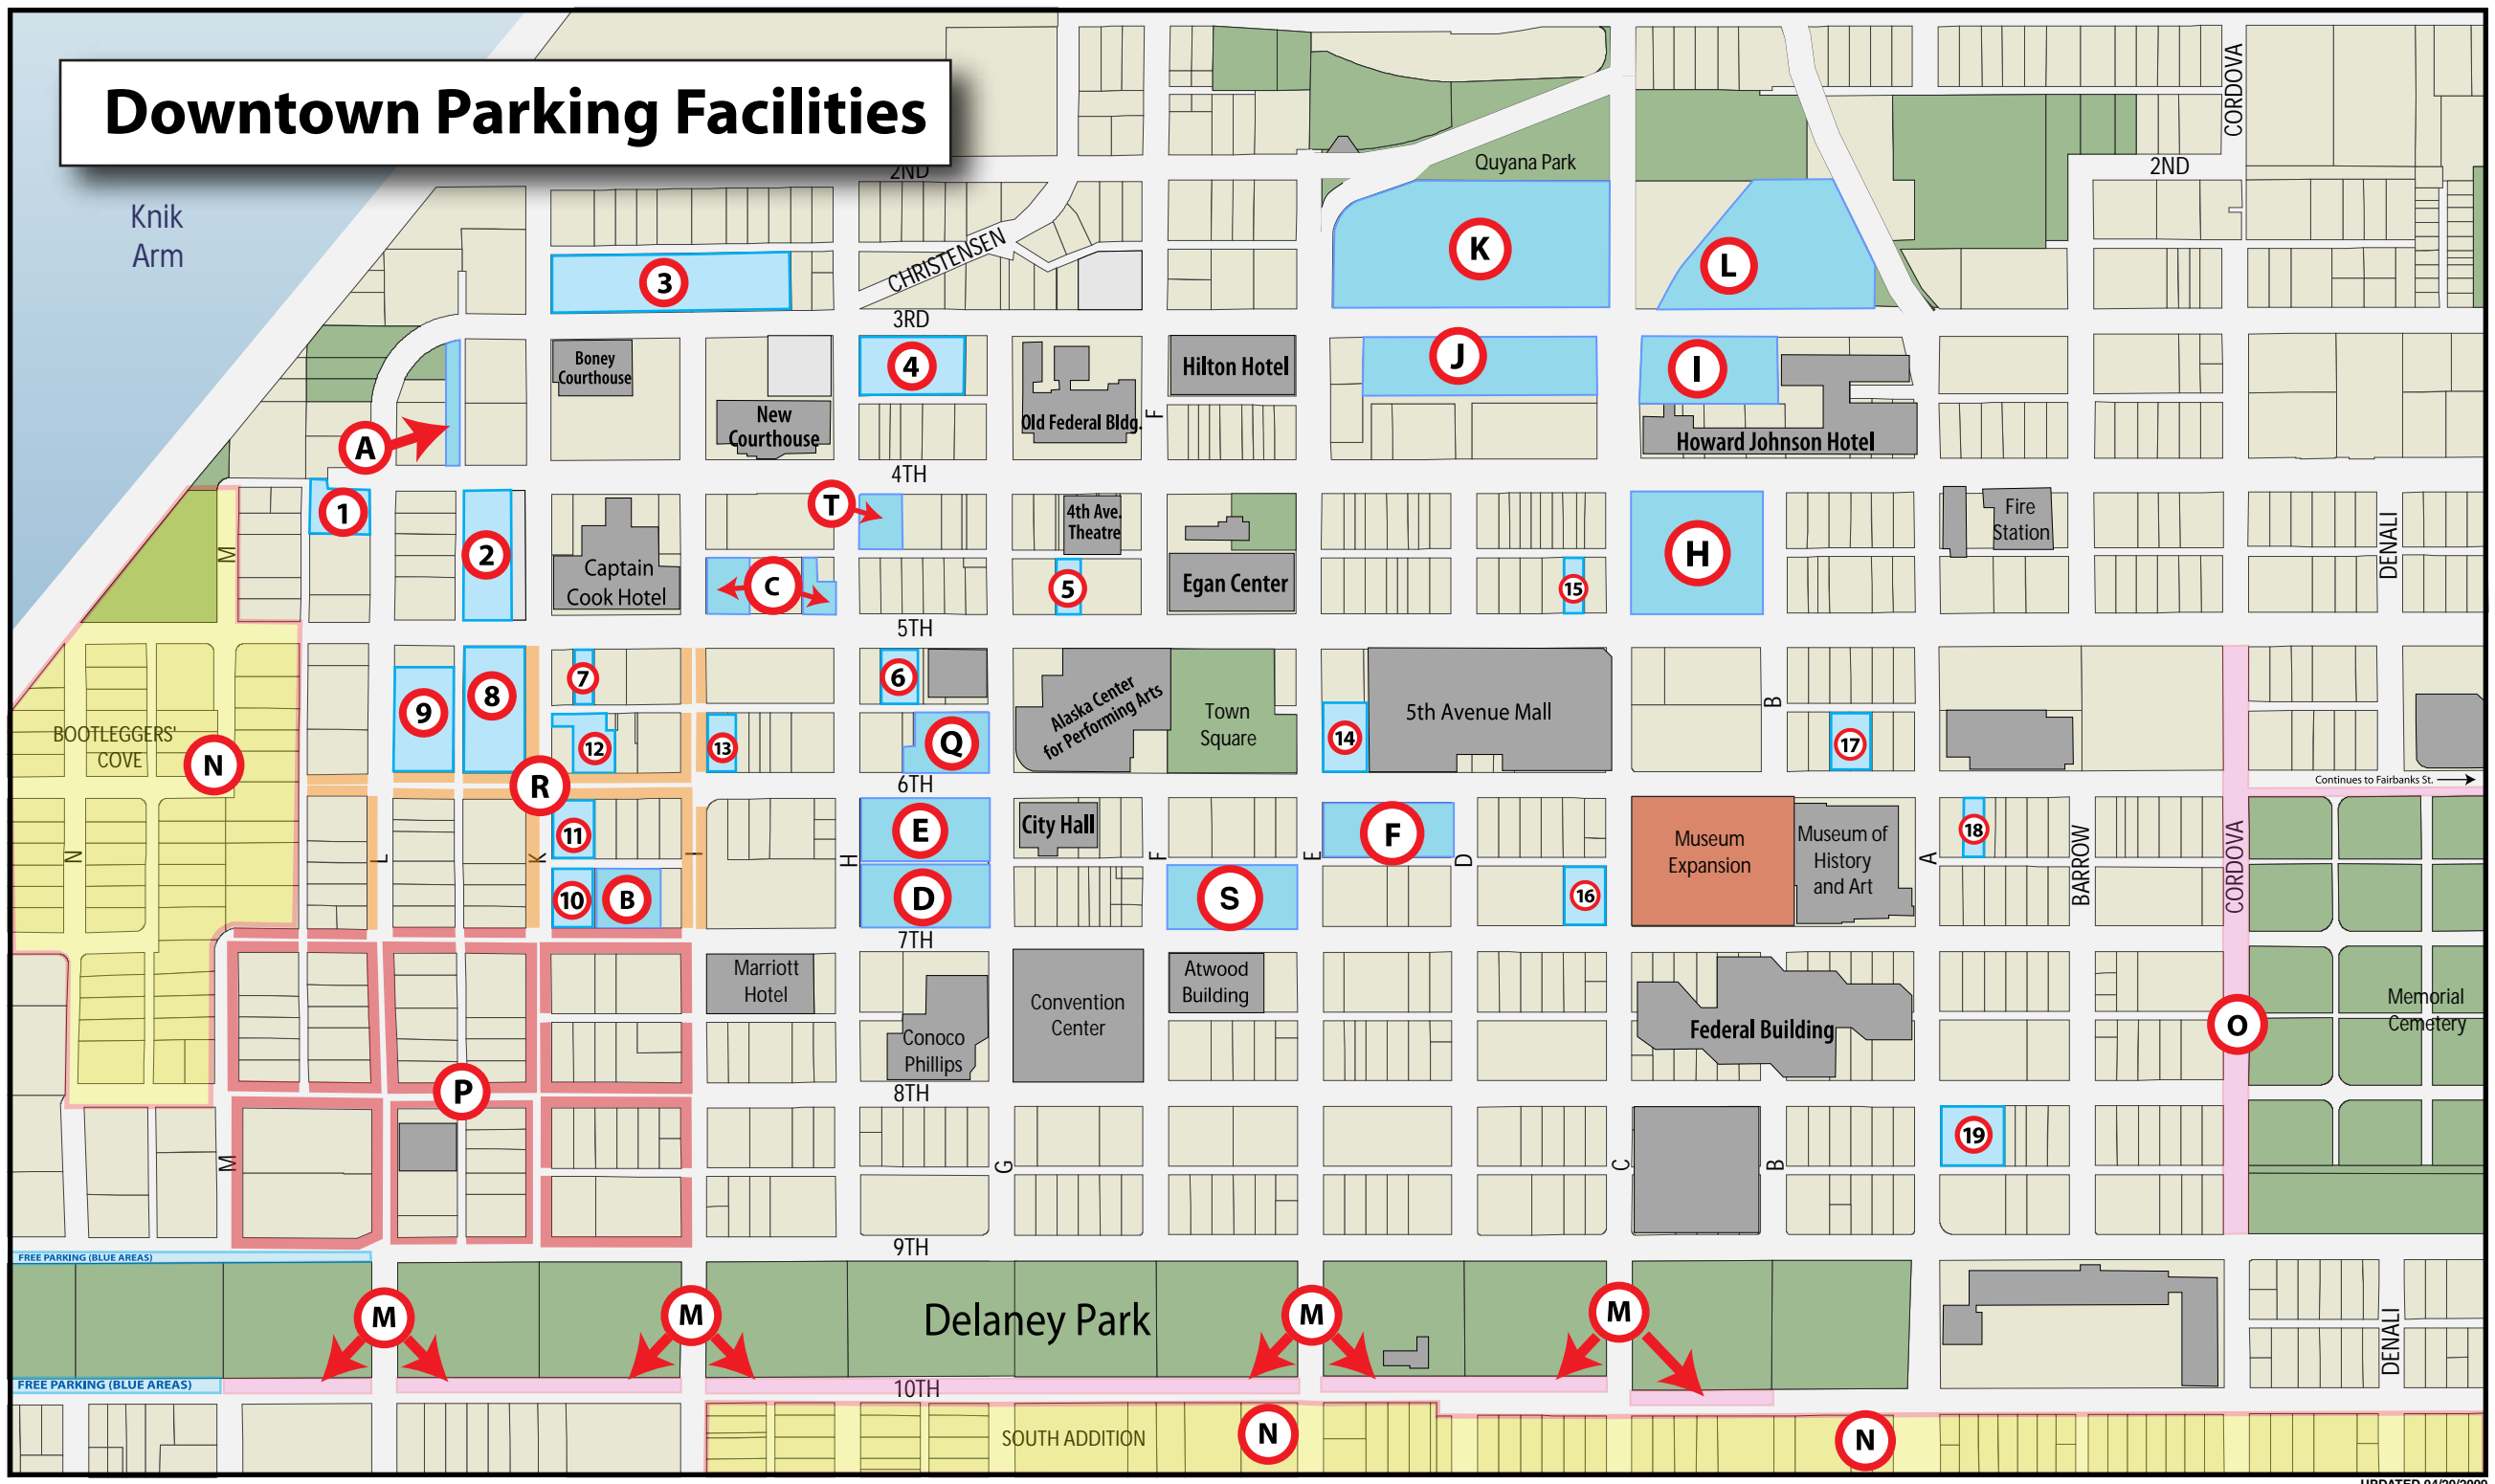 Downtown Parking Facilities
CORDOVA
2ND
Quyana Park
2ND
Knik
Arm
K
CHRISTENSEN
L
3
3RD
Boney
Courthouse
4
Hilton Hotel
J
I
New
Courthouse
Old Federal Bldg.
F
Howard Johnson Hotel
A
4TH
T
1
4th Ave.
Theatre
Fire
Station
M
2
H
DENALI
Captain
Cook Hotel
C
5
Egan Center
15
5TH
7
6
8
9
Alaska Center
for Performing Arts
Town
Square
5th Avenue Mall
B
BOOTLEGGERS'
COVE
N
12
13
Q
14
17
R
6TH
Continues to Fairbanks St.
11
E
City Hall
F
Museum
Expansion
Museum of
History
and Art
18
N
L
K
I
H
F
E
D
A
BARROW
CORDOVA
10
B
D
S
16
7TH
Marriott
Hotel
Convention
Center
Atwood
Building
Memorial
Cemetery
Conoco
Phillips
Federal Building
O
P
8TH
M
G
C
B
19
9TH
FREE PARKING (BLUE AREAS)
M
M
Delaney Park
M
M
DENALI
FREE PARKING (BLUE AREAS)
10TH
SOUTH ADDITION
N
N
UPDATED 04/20/2009